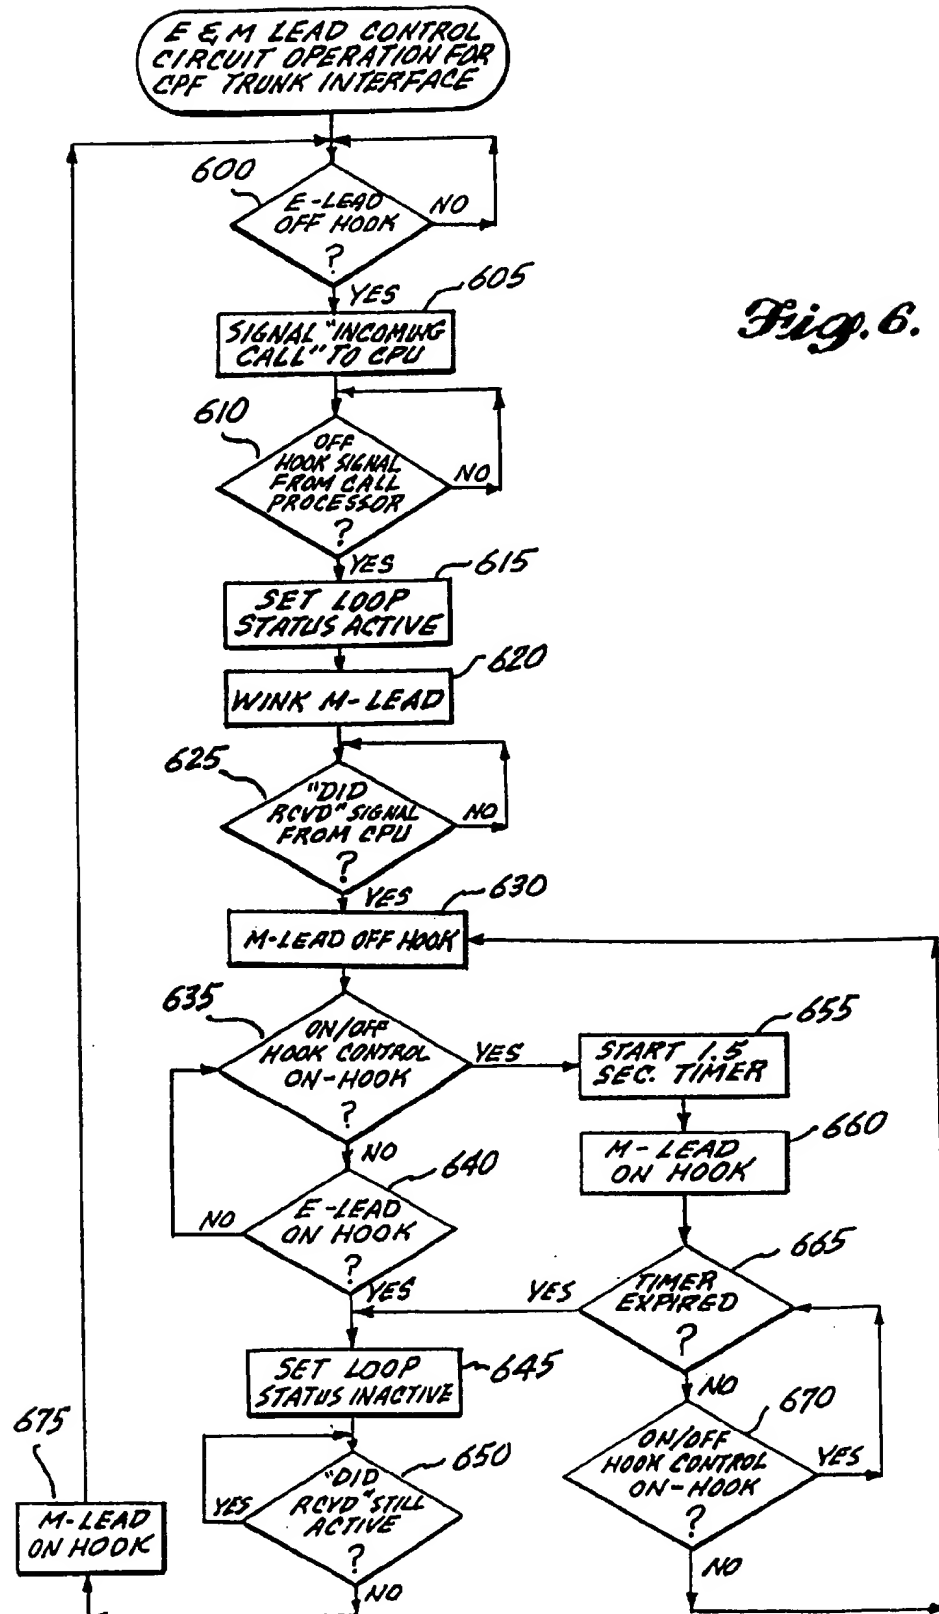 E & M LEAD CONTROL
CIRCUIT OPERATION FOR
CPF TRUNK INTERFACE
600
E-LEAD
OFF HOOK
?
NO
YES
605
SIGNAL "INCOMING
CALL" TO CPU
Fig. 6.
610
OFF
HOOK SIGNAL
FROM CALL
PROCESSOR
?
NO
YES
615
SET LOOP
STATUS ACTIVE
620
WINK M-LEAD
625
"DID
RCVD" SIGNAL
FROM CPU
?
NO
YES
630
M-LEAD OFF HOOK
635
ON/OFF
HOOK CONTROL
ON-HOOK
?
YES
NO
655
START 1.5
SEC. TIMER
660
M-LEAD
ON HOOK
640
E-LEAD
ON HOOK
?
NO
YES
665
TIMER
EXPIRED
?
YES
NO
645
SET LOOP
STATUS INACTIVE
670
ON/OFF
HOOK CONTROL
ON-HOOK
?
YES
NO
650
"DID
RCVD" STILL
ACTIVE
?
YES
NO
675
M-LEAD
ON HOOK